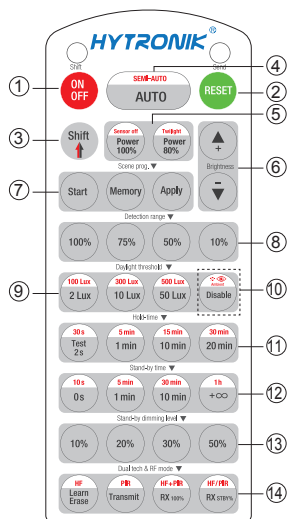 HYTRONIK®
Shift Send
① ON OFF
SEMI-AUTO ④
AUTO
RESET ②
③ Shift
Sensor off Power 100%
Twilight Power 80% ⑤
+ Brightness - ⑥
Scene prog. ▼
⑦ Start Memory Apply
Detection range ▼
100% 75% 50% 10% ⑧
Daylight threshold ▼
100 Lux 300 Lux 500 Lux Ambient
⑨ 2 Lux 10 Lux 50 Lux Disable ⑩
Hold-time ▼
30 s 5 min 15 min 30 min
Test 2s 1 min 10 min 20 min ⑪
Stand-by time ▼
10 s 5 min 30 min 1 h
0 s 1 min 10 min +∞ ⑫
Stand-by dimming level ▼
10% 20% 30% 50% ⑬
Dual tech & RF mode ▼
HF PIR HF+PIR HF/PIR
Learn Erase Transmit RX 100% RX STBY% ⑭